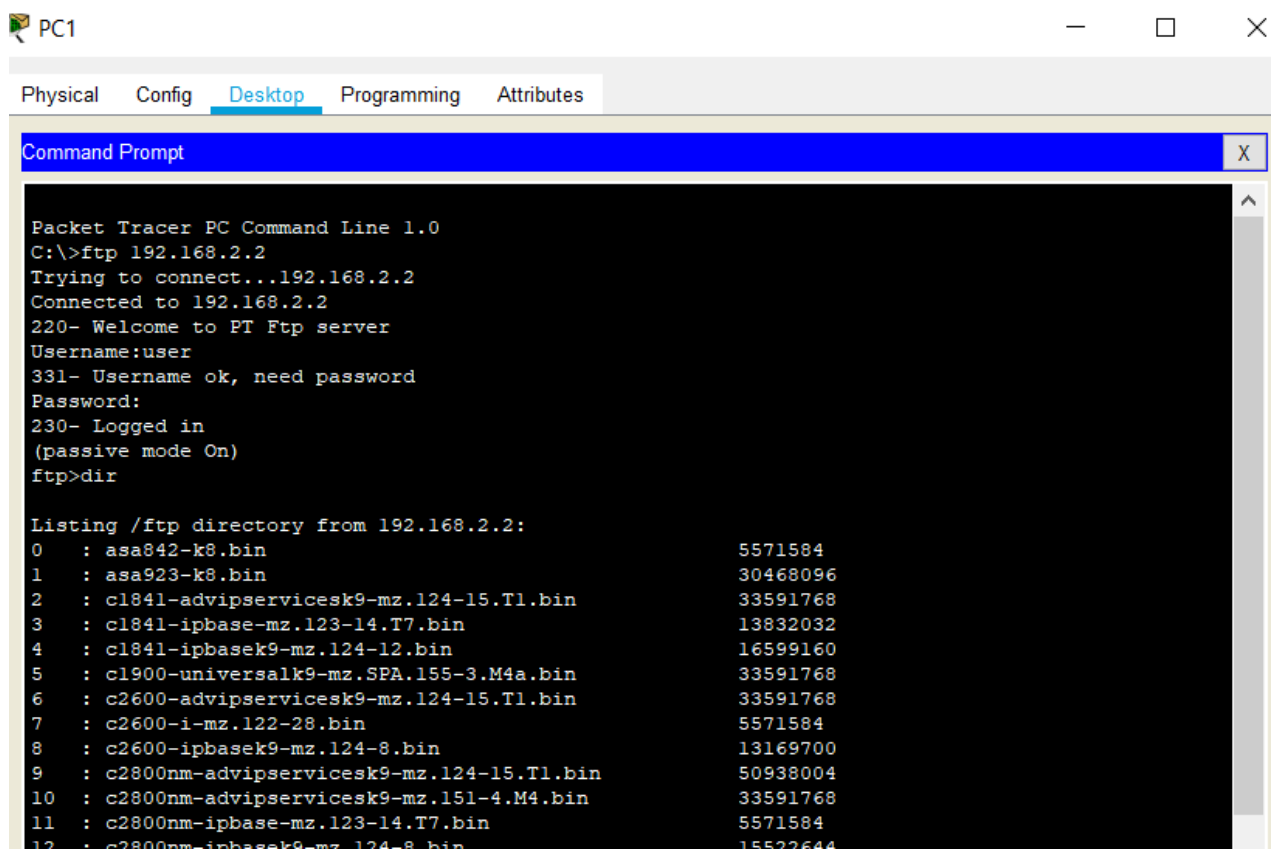 PC1
Physical Config Desktop Programming Attributes
Command Prompt
X
Packet Tracer PC Command Line 1.0
C:\>ftp 192.168.2.2
Trying to connect...192.168.2.2
Connected to 192.168.2.2
220- Welcome to PT Ftp server
Username:user
331- Username ok, need password
Password:
230- Logged in
(passive mode On)
ftp>dir
Listing /ftp directory from 192.168.2.2:
0 : asa842-k8.bin 5571584
1 : asa923-k8.bin 30468096
2 : c1841-advipservicesk9-mz.124-15.T1.bin 33591768
3 : c1841-ipbase-mz.123-14.T7.bin 13832032
4 : c1841-ipbasek9-mz.124-12.bin 16599160
5 : c1900-universalk9-mz.SPA.155-3.M4a.bin 33591768
6 : c2600-advipservicesk9-mz.124-15.T1.bin 33591768
7 : c2600-i-mz.122-28.bin 5571584
8 : c2600-ipbasek9-mz.124-8.bin 13169700
9 : c2800nm-advipservicesk9-mz.124-15.T1.bin 50938004
10 : c2800nm-advipservicesk9-mz.151-4.M4.bin 33591768
11 : c2800nm-ipbase-mz.123-14.T7.bin 5571584
12 : c2800nm-ipbasek9-mz.124-8.bin 15522644